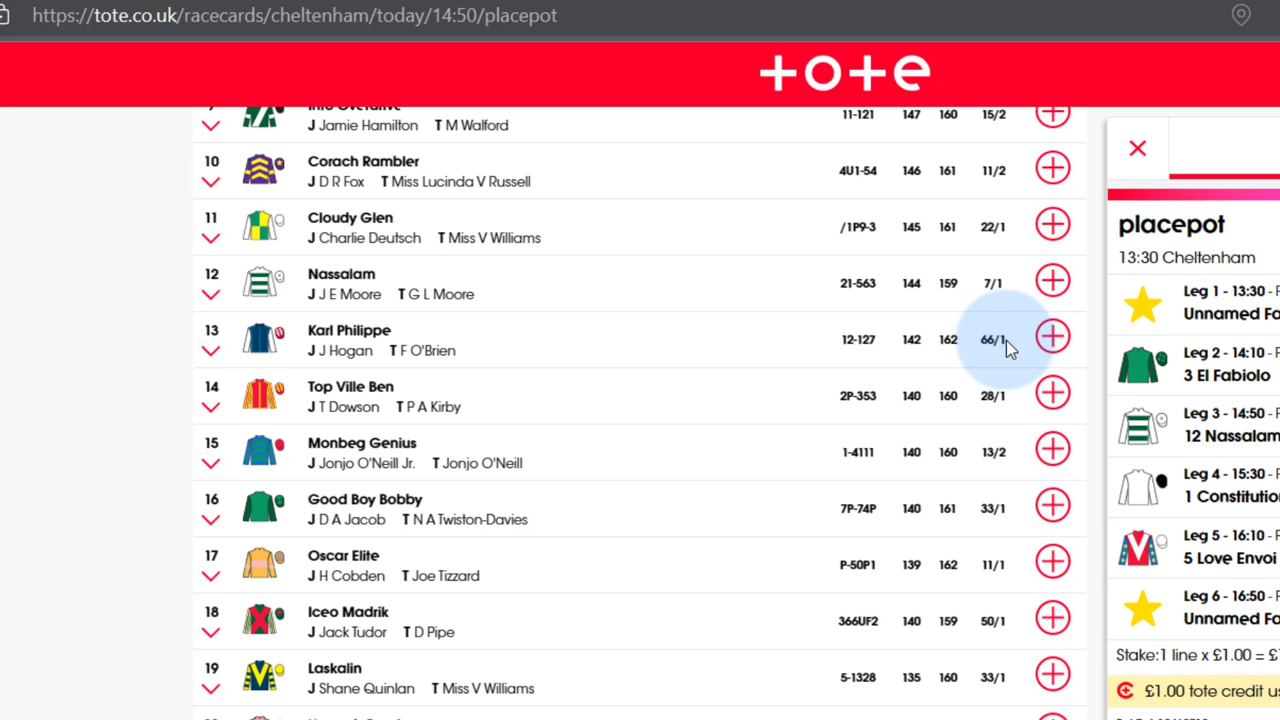 https://tote.co.uk/racecards/cheltenham/today/14:50/placepot
tote
J Jamie Hamilton T M Walford 11-121 147 160 15/2
10 Corach Rambler
J D R Fox T Miss Lucinda V Russell 4U1-54 146 161 11/2
11 Cloudy Glen
J Charlie Deutsch T Miss V Williams /1P9-3 145 161 22/1
12 Nassalam
J J E Moore T G L Moore 21-563 144 159 7/1
13 Karl Philippe
J J Hogan T F O'Brien 12-127 142 162 66/1
14 Top Ville Ben
J T Dowson T P A Kirby 2P-353 140 160 28/1
15 Monbeg Genius
J Jonjo O'Neill Jr. T Jonjo O'Neill 1-4111 140 160 13/2
16 Good Boy Bobby
J D A Jacob T N A Twiston-Davies 7P-74P 140 161 33/1
17 Oscar Elite
J H Cobden T Joe Tizzard P-50P1 139 162 11/1
18 Iceo Madrik
J Jack Tudor T D Pipe 366UF2 140 159 50/1
19 Laskalin
J Shane Quinlan T Miss V Williams 5-1328 135 160 33/1
placepot
13:30 Cheltenham
Leg 1 - 13:30 -
Unnamed Fa
Leg 2 - 14:10 -
3 El Fabiolo
Leg 3 - 14:50 -
12 Nassalam
Leg 4 - 15:30 -
1 Constitutio
Leg 5 - 16:10 -
5 Love Envoi
Leg 6 - 16:50 -
Unnamed Fa
Stake:1 line x £1.00 = £
£1.00 tote credit us